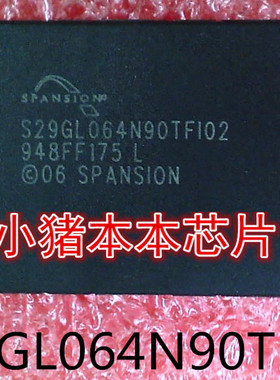 SPANSION
S29GL064N90TFI02
948FF175 L
©06 SPANSION
小猪本本芯片
GL064N90T